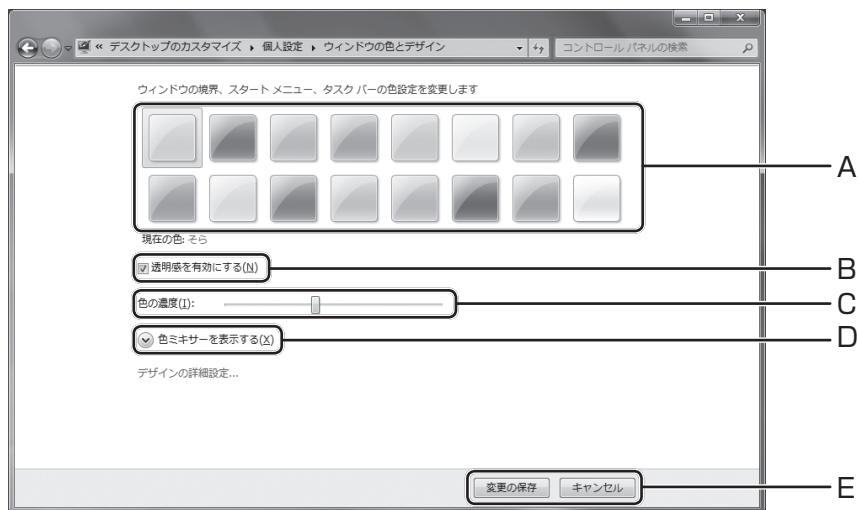 « デスクトップのカスタマイズ ▸ 個人設定 ▸ ウィンドウの色とデザイン
コントロール パネルの検索
ウィンドウの境界、スタート メニュー、タスク バーの色設定を変更します
A
現在の色: そら
透明感を有効にする(N)
B
色の濃度(I):
C
色ミキサーを表示する(X)
D
デザインの詳細設定...
変更の保存 キャンセル
E